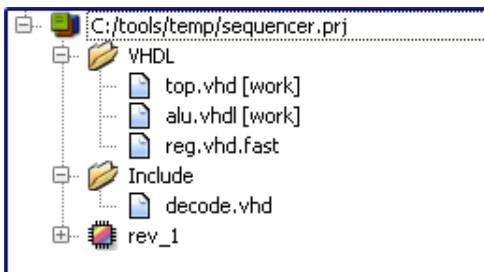 C:/tools/temp/sequencer.prj
VHDL
top.vhd [work]
alu.vhdl [work]
reg.vhd.fast
Include
decode.vhd
rev_1